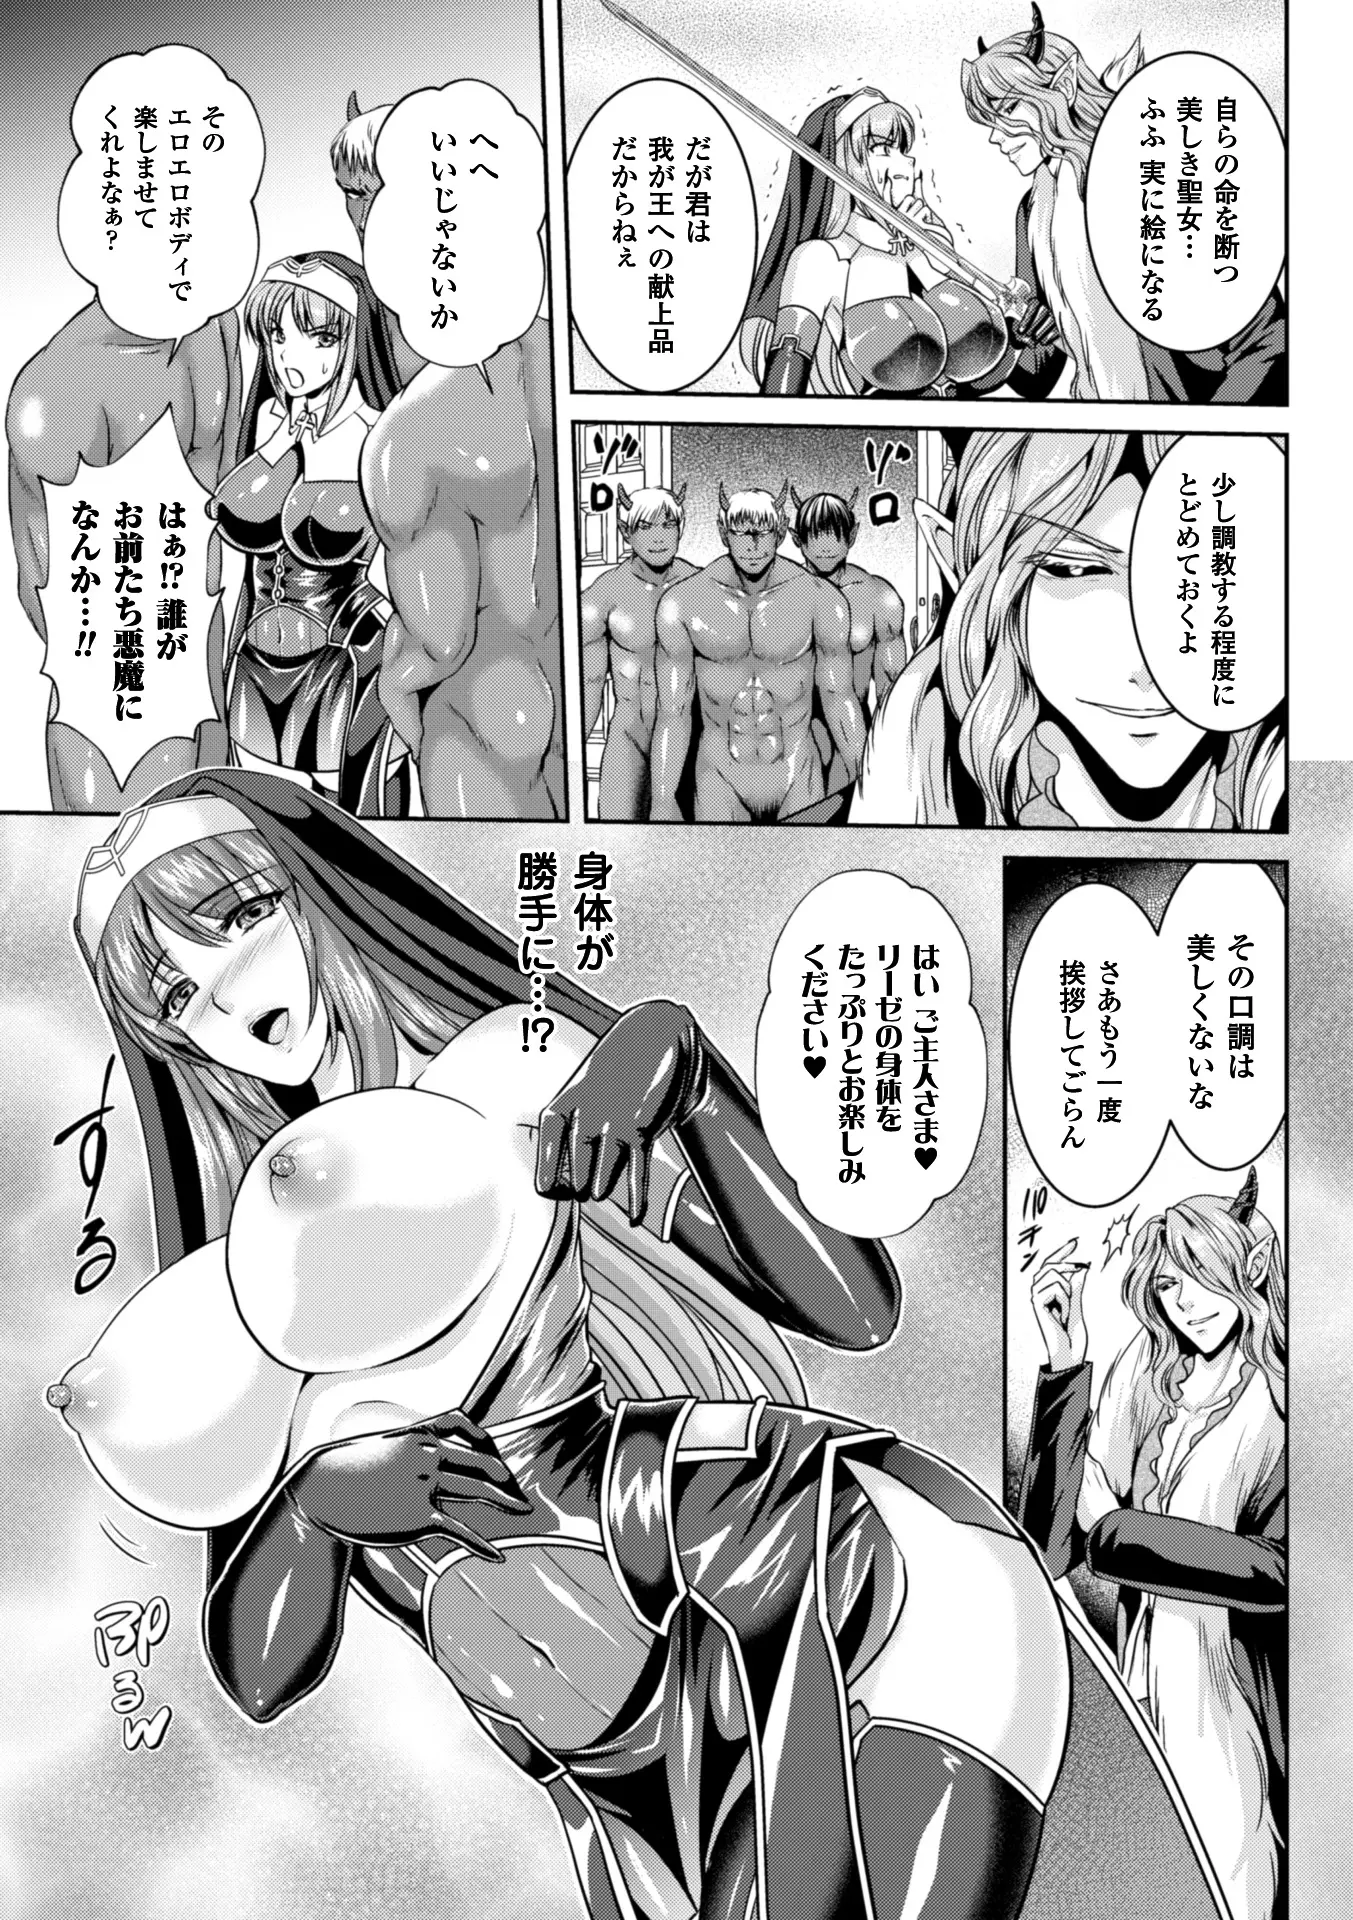 自らの命を断つ
美しき聖女…
ふふ 実に絵になる
だが君は
我が王への献上品
だからねぇ
少し調教する程度に
とどめておくよ
ゾロ
ゾロ
へへ
いいじゃないか
その
エロエロボディで
楽しませて
くれよなぁ?
はぁ!? 誰が
お前たち悪魔に
なんか…!!
その口調は
美しくないな
さあもう一度
挨拶してごらん
パチン
はい ご主人さま♥
リーゼの身体を
たっぷりとお楽しみ
ください♥
身体が
勝手に…!?
する
ぷるん